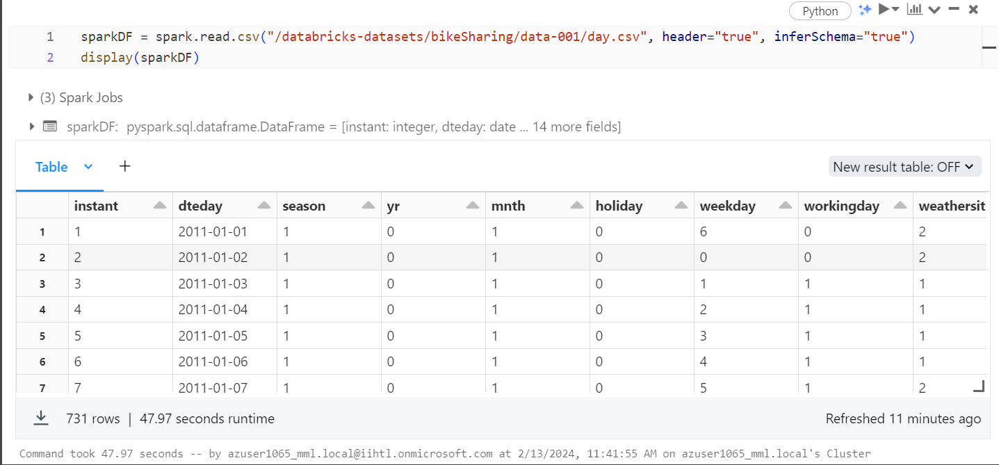 Python
1 sparkDF = spark.read.csv("/databricks-datasets/bikeSharing/data-001/day.csv", header="true", inferSchema="true")
2 display(sparkDF)
(3) Spark Jobs
sparkDF: pyspark.sql.dataframe.DataFrame = [instant: integer, dteday: date ... 14 more fields]
Table + New result table: OFF
instant dteday season yr mnth holiday weekday workingday weathersit
1 1 2011-01-01 1 0 1 0 6 0 2
2 2 2011-01-02 1 0 1 0 0 0 2
3 3 2011-01-03 1 0 1 0 1 1 1
4 4 2011-01-04 1 0 1 0 2 1 1
5 5 2011-01-05 1 0 1 0 3 1 1
6 6 2011-01-06 1 0 1 0 4 1 1
7 7 2011-01-07 1 0 1 0 5 1 2
731 rows | 47.97 seconds runtime Refreshed 11 minutes ago
Command took 47.97 seconds -- by azuser1065_mml.local@iihtl.onmicrosoft.com at 2/13/2024, 11:41:55 AM on azuser1065_mml.local's Cluster